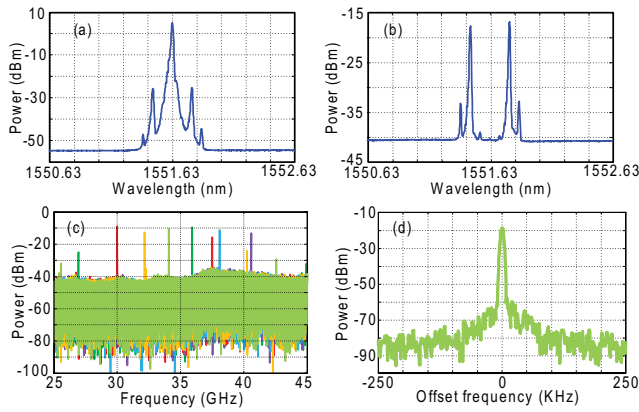 (a)
Power (dBm)
10
-10
-30
-50
1550.63
1551.63
1552.63
Wavelength (nm)
(b)
Power (dBm)
-15
-25
-35
-45
1550.63
1551.63
1552.63
Wavelength (nm)
(c)
Power (dBm)
0
-20
-40
-60
-80
-100
25
30
35
40
45
Frequency (GHz)
(d)
Power (dBm)
-10
-30
-50
-70
-90
-250
0
250
Offset frequency (KHz)